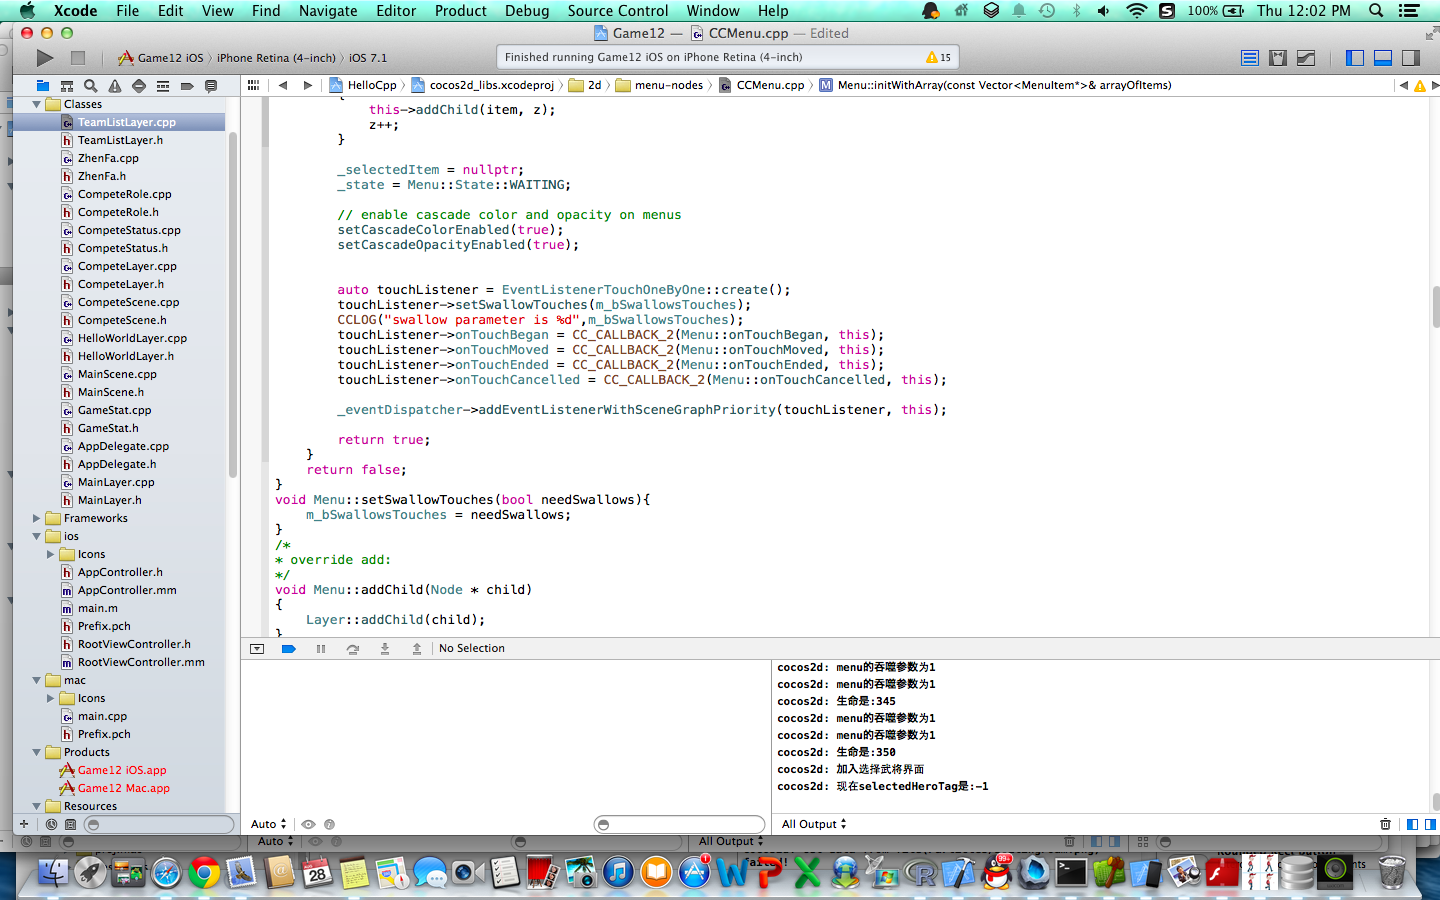 Xcode File Edit View Find Navigate Editor Product Debug Source Control Window Help 100% Thu 12:02 PM
Game12 — CCMenu.cpp — Edited
Game12 iOS › iPhone Retina (4-inch) › iOS 7.1
Finished running Game12 iOS on iPhone Retina (4-inch)
15
HelloCpp › cocos2d_libs.xcodeproj › 2d › menu-nodes › CCMenu.cpp › M Menu::initWithArray(const Vector<MenuItem*>& arrayOfItems)
Classes
TeamListLayer.cpp
TeamListLayer.h
ZhenFa.cpp
ZhenFa.h
CompeteRole.cpp
CompeteRole.h
CompeteStatus.cpp
CompeteStatus.h
CompeteLayer.cpp
CompeteLayer.h
CompeteScene.cpp
CompeteScene.h
HelloWorldLayer.cpp
HelloWorldLayer.h
MainScene.cpp
MainScene.h
GameStat.cpp
GameStat.h
AppDelegate.cpp
AppDelegate.h
MainLayer.cpp
MainLayer.h
Frameworks
ios
Icons
AppController.h
AppController.mm
main.m
Prefix.pch
RootViewController.h
RootViewController.mm
mac
Icons
main.cpp
Prefix.pch
Products
Game12 iOS.app
Game12 Mac.app
Resources
{
this->addChild(item, z);
z++;
}
_selectedItem = nullptr;
_state = Menu::State::WAITING;
// enable cascade color and opacity on menus
setCascadeColorEnabled(true);
setCascadeOpacityEnabled(true);
auto touchListener = EventListenerTouchOneByOne::create();
touchListener->setSwallowTouches(m_bSwallowsTouches);
CCLOG("swallow parameter is %d",m_bSwallowsTouches);
touchListener->onTouchBegan = CC_CALLBACK_2(Menu::onTouchBegan, this);
touchListener->onTouchMoved = CC_CALLBACK_2(Menu::onTouchMoved, this);
touchListener->onTouchEnded = CC_CALLBACK_2(Menu::onTouchEnded, this);
touchListener->onTouchCancelled = CC_CALLBACK_2(Menu::onTouchCancelled, this);
_eventDispatcher->addEventListenerWithSceneGraphPriority(touchListener, this);
return true;
}
return false;
}
void Menu::setSwallowTouches(bool needSwallows){
m_bSwallowsTouches = needSwallows;
}
/*
* override add:
*/
void Menu::addChild(Node * child)
{
Layer::addChild(child);
}
No Selection
cocos2d: menu的吞噬参数为1
cocos2d: menu的吞噬参数为1
cocos2d: 生命是:345
cocos2d: menu的吞噬参数为1
cocos2d: menu的吞噬参数为1
cocos2d: 生命是:350
cocos2d: 加入选择武将界面
cocos2d: 现在selectedHeroTag是:-1
Auto
All Output
Auto
All Output
28
99+